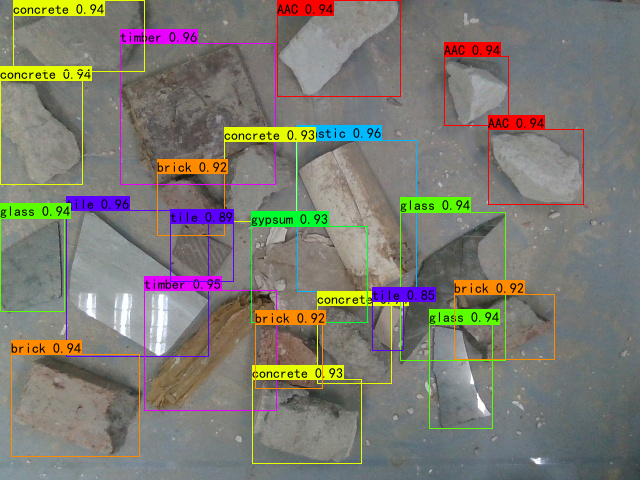 concrete 0.94
AAC 0.94
timber 0.96
AAC 0.94
concrete 0.94
AAC 0.94
concrete 0.93
stic 0.96
brick 0.92
tile 0.96
glass 0.94
glass 0.94
tile 0.89
gypsum 0.93
timber 0.95
concrete
tile 0.85
brick 0.92
brick 0.92
glass 0.94
brick 0.94
concrete 0.93